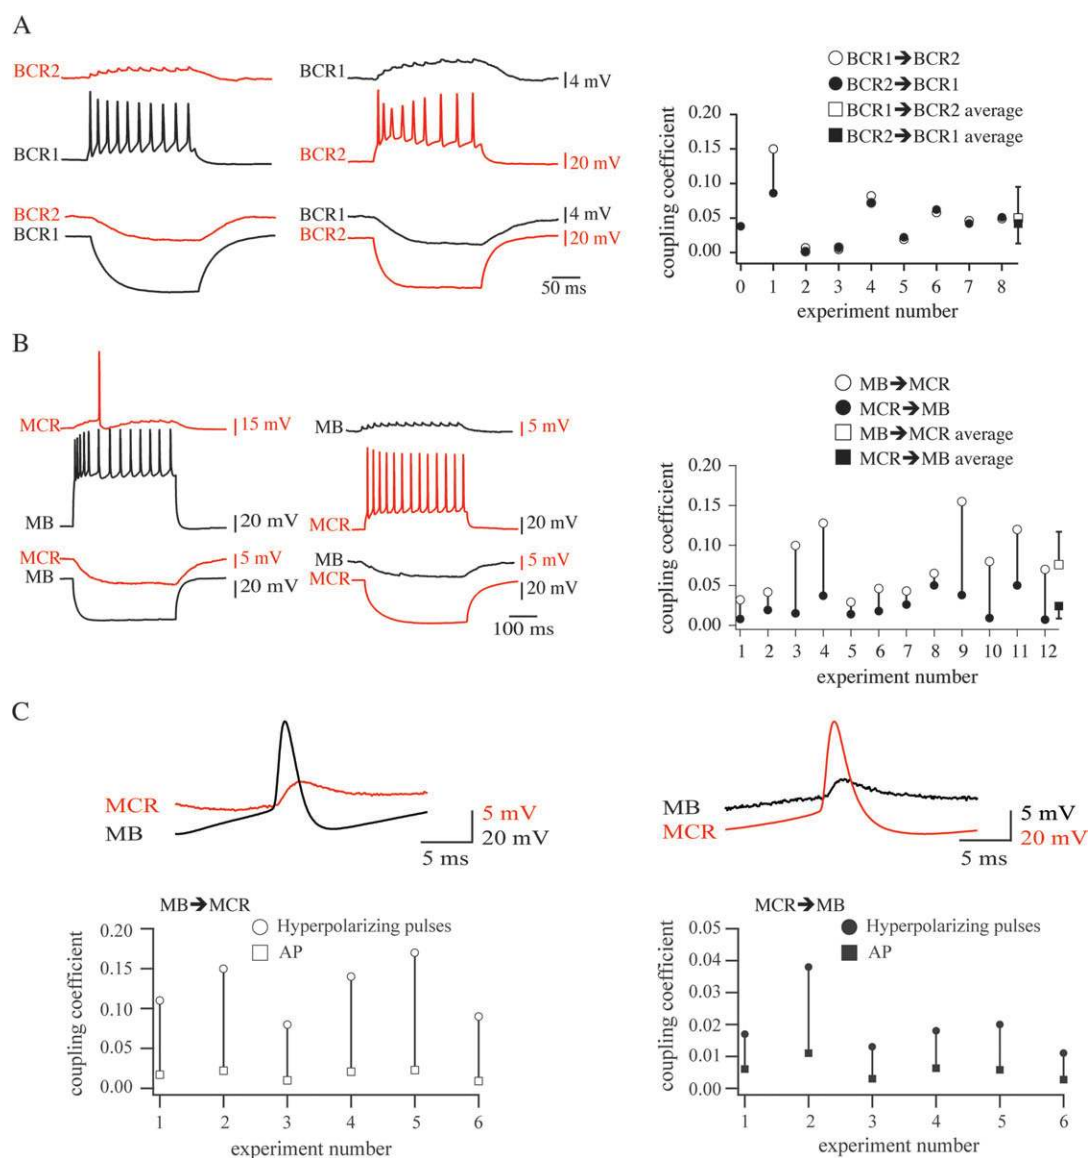 A
BCR2
BCR1
4 mV
BCR1
BCR2
20 mV
BCR2
BCR1
BCR1
BCR2
4 mV
20 mV
50 ms
BCR1➔BCR2
BCR2➔BCR1
BCR1➔BCR2 average
BCR2➔BCR1 average
coupling coefficient
0.20
0.15
0.10
0.05
0.00
0 1 2 3 4 5 6 7 8
experiment number
B
MCR
15 mV
MB
5 mV
MB
20 mV
MCR
20 mV
MCR
5 mV
MB
5 mV
MB
20 mV
MCR
20 mV
100 ms
MB➔MCR
MCR➔MB
MB➔MCR average
MCR➔MB average
coupling coefficient
0.20
0.15
0.10
0.05
0.00
1 2 3 4 5 6 7 8 9 10 11 12
experiment number
C
MCR
MB
5 mV
20 mV
5 ms
MB
MCR
5 mV
20 mV
5 ms
MB➔MCR
Hyperpolarizing pulses
AP
coupling coefficient
0.20
0.15
0.10
0.05
0.00
1 2 3 4 5 6
experiment number
MCR➔MB
Hyperpolarizing pulses
AP
coupling coefficient
0.05
0.04
0.03
0.02
0.01
0.00
1 2 3 4 5 6
experiment number